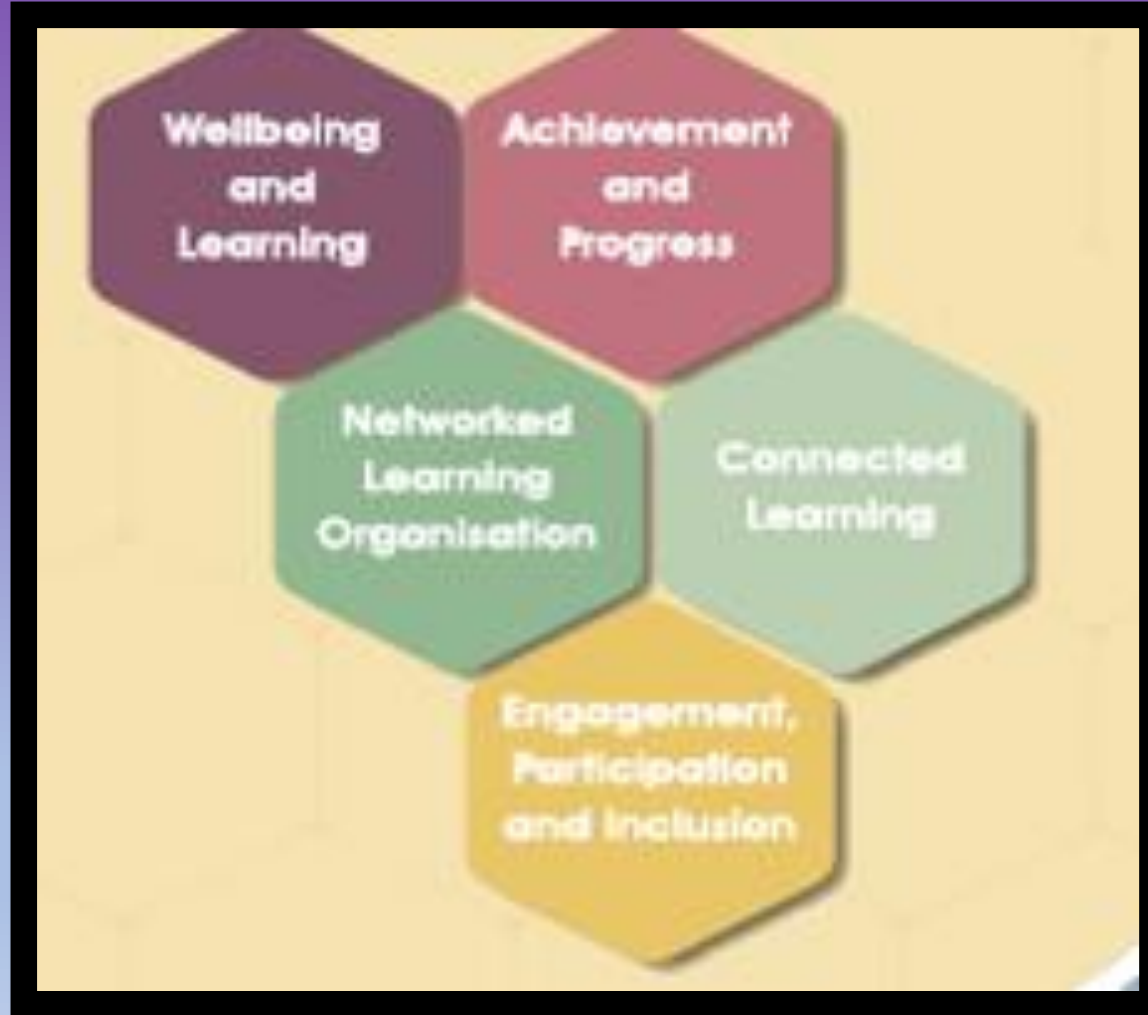 Wellbeing
and
Learning
Achievement
and
Progress
Networked
Learning
Organisation
Connected
Learning
Engagement,
Participation
and Inclusion